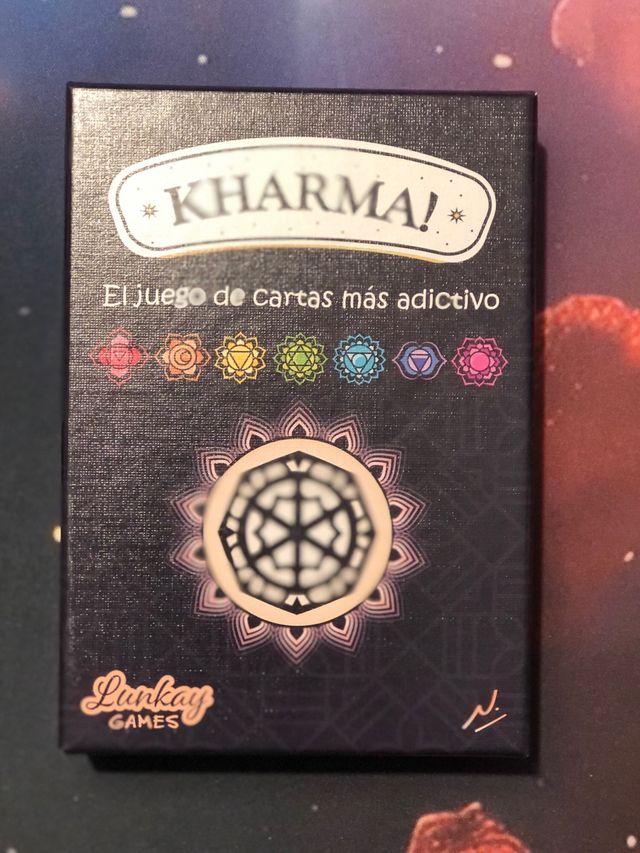 KHARMA!
El juego de cartas más adictivo
Lunkay
GAMES
N.